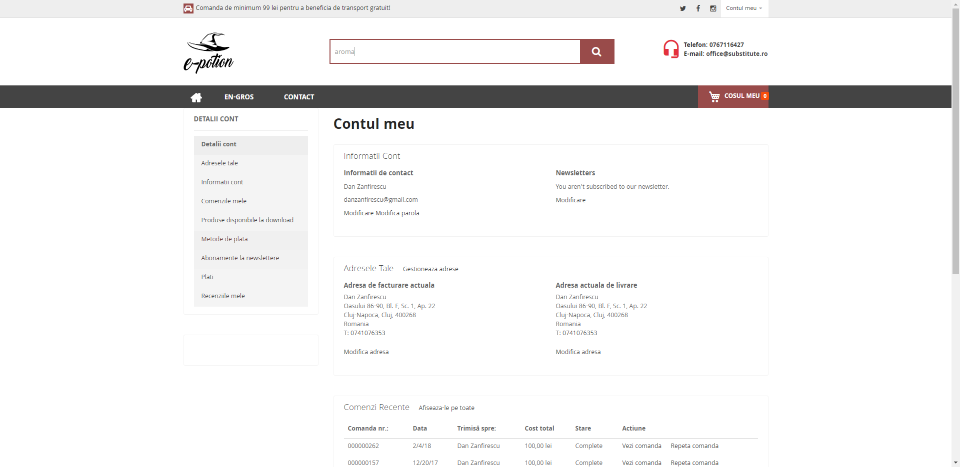 Comanda de minimum 99 lei pentru a beneficia de transport gratuit!
Contul meu
e-potion
aroma
Telefon: 0767116427
E-mail: office@substitute.ro
EN-GROS
CONTACT
COSUL MEU 0
DETALII CONT
Detalii cont
Adresele tale
Informatii cont
Comenzile mele
Produse disponibile la download
Metode de plata
Abonamente la newslettere
Plati
Recenziile mele
Contul meu
Informatii Cont
Informatii de contact
Dan Zanfirescu
danzanfirescu@gmail.com
Modificare Modifica parola
Newsletters
You aren't subscribed to our newsletter.
Modificare
Adresele Tale Gestioneaza adrese
Adresa de facturare actuala
Dan Zanfirescu
Oasului 86-90, Bl. F, Sc. 1, Ap. 22
Cluj-Napoca, Cluj, 400268
Romania
T: 0741076353
Modifica adresa
Adresa actuala de livrare
Dan Zanfirescu
Oasului 86-90, Bl. F, Sc. 1, Ap. 22
Cluj-Napoca, Cluj, 400268
Romania
T: 0741076353
Modifica adresa
Comenzi Recente Afiseaza-le pe toate
Comanda nr.: Data Trimisă spre: Cost total Stare Actiune
000000262 2/4/18 Dan Zanfirescu 100,00 lei Complete Vezi comanda Repeta comanda
000000157 12/20/17 Dan Zanfirescu 100,00 lei Complete Vezi comanda Repeta comanda